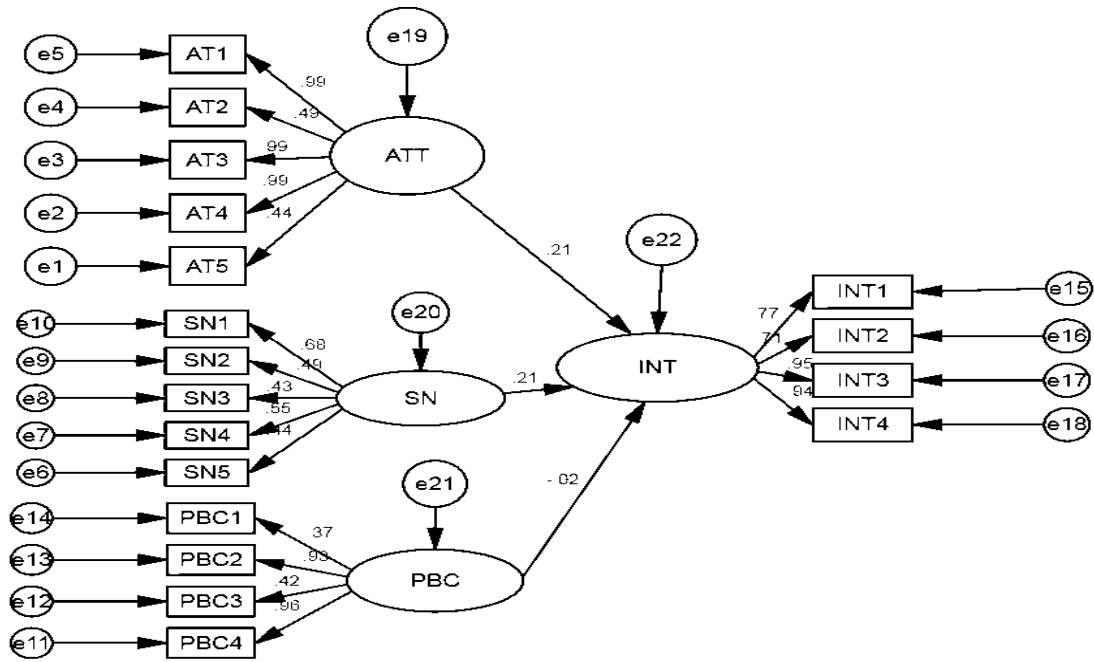 e19
e5
AT1
.99
e4
AT2
.49
e3
AT3
.99
ATT
e2
AT4
.99
e1
AT5
.44
.21
e22
e20
e10
SN1
.68
e9
SN2
.49
e8
SN3
.43
SN
.21
e7
SN4
.55
e6
SN5
.44
INT
77
INT1
e15
.71
INT2
e16
.95
INT3
e17
94
INT4
e18
e21
-.02
e14
PBC1
37
e13
PBC2
.93
PBC
e12
PBC3
.42
e11
PBC4
.96